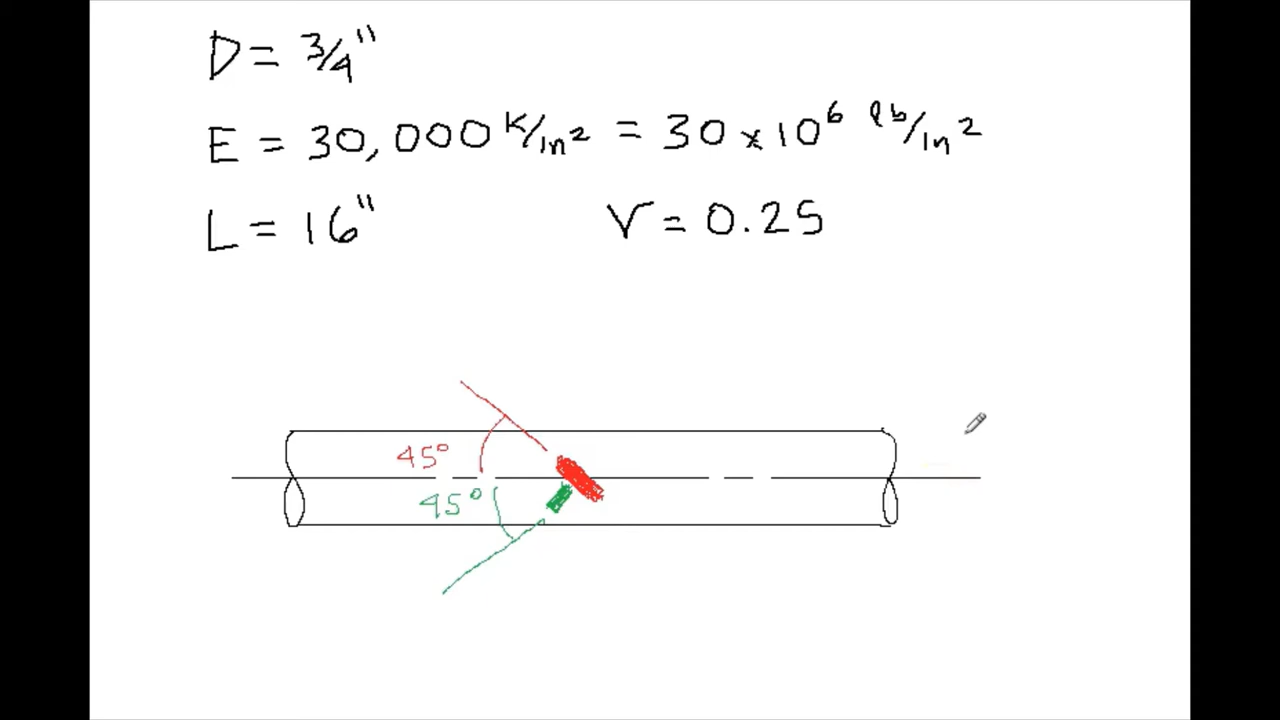 D = 3/4"
E = 30,000 K/in² = 30 x 10⁶ lb/in²
L = 16" V = 0.25
45°
45°